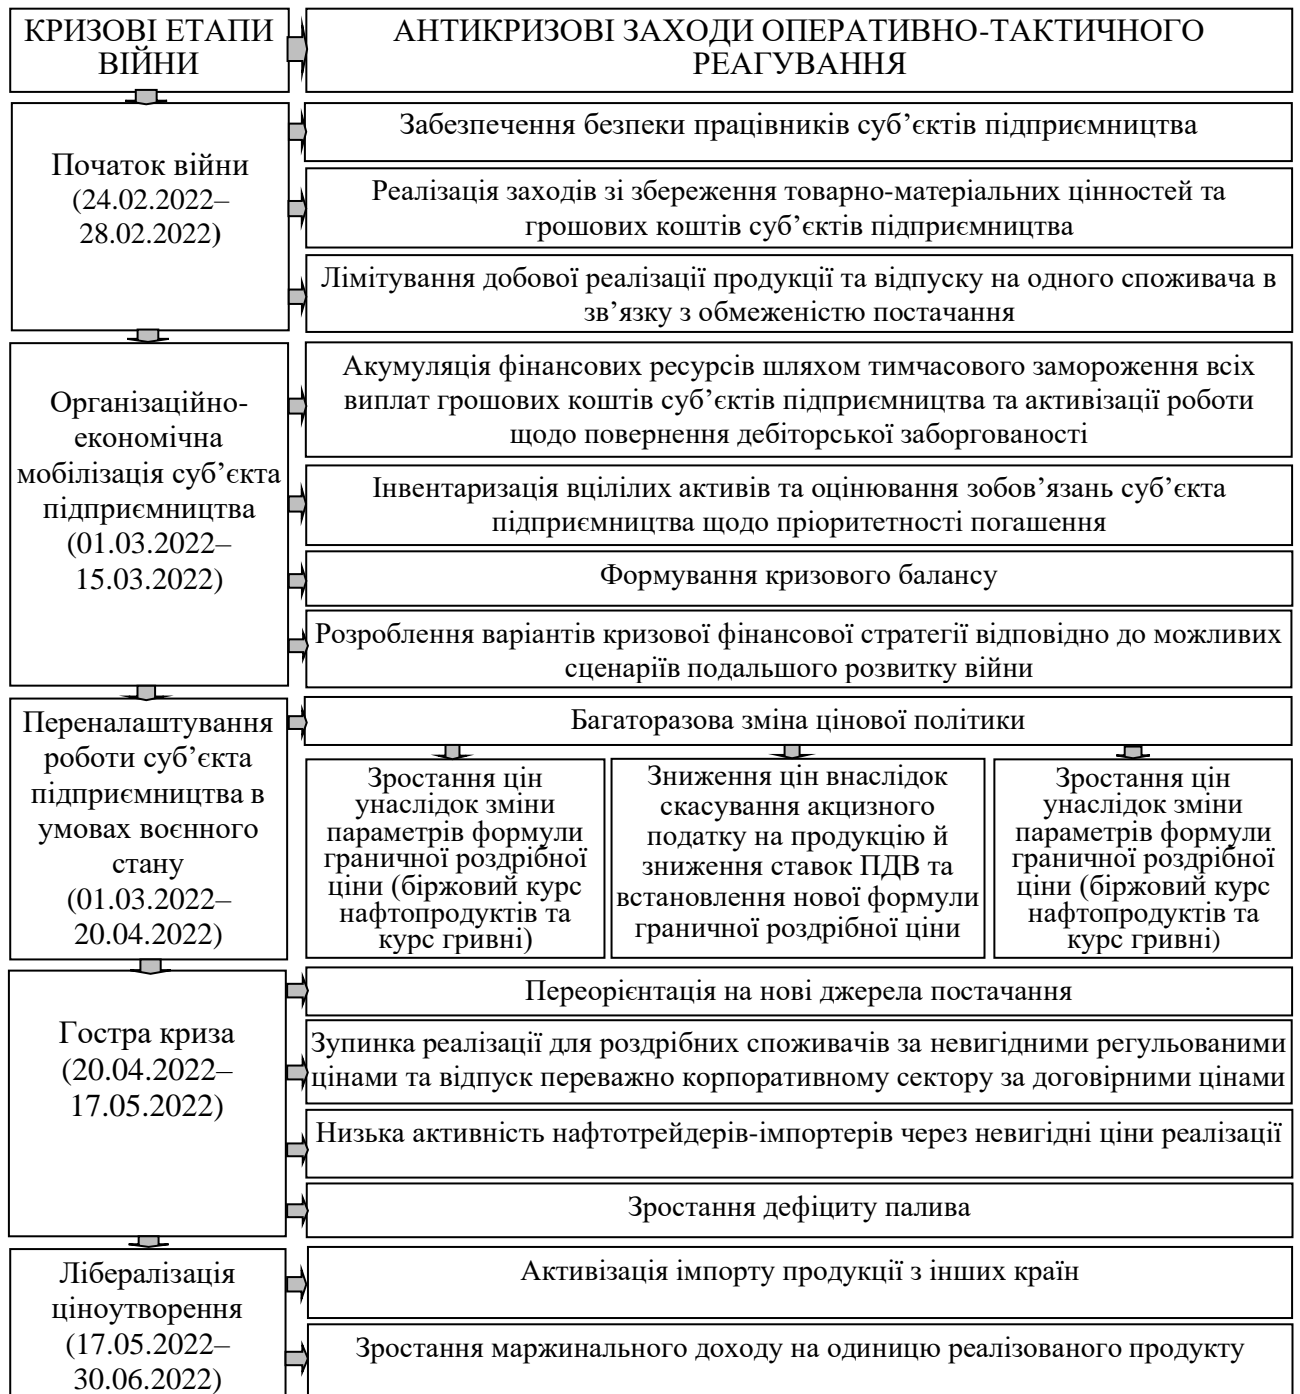 КРИЗОВІ ЕТАПИ
ВІЙНИ
АНТИКРИЗОВІ ЗАХОДИ ОПЕРАТИВНО-ТАКТИЧНОГО
РЕАГУВАННЯ
Початок війни
(24.02.2022–
28.02.2022)
Забезпечення безпеки працівників суб’єктів підприємництва
Реалізація заходів зі збереження товарно-матеріальних цінностей та
грошових коштів суб’єктів підприємництва
Лімітування добової реалізації продукції та відпуску на одного споживача в
зв’язку з обмеженістю постачання
Організаційно-
економічна
мобілізація суб’єкта
підприємництва
(01.03.2022–
15.03.2022)
Акумуляція фінансових ресурсів шляхом тимчасового замороження всіх
виплат грошових коштів суб’єктів підприємництва та активізації роботи
щодо повернення дебіторської заборгованості
Інвентаризація вцілілих активів та оцінювання зобов’язань суб’єкта
підприємництва щодо пріоритетності погашення
Формування кризового балансу
Розроблення варіантів кризової фінансової стратегії відповідно до можливих
сценаріїв подальшого розвитку війни
Переналаштування
роботи суб’єкта
підприємництва в
умовах воєнного
стану
(01.03.2022–
20.04.2022)
Багаторазова зміна цінової політики
Зростання цін
унаслідок зміни
параметрів формули
граничної роздрібної
ціни (біржовий курс
нафтопродуктів та
курс гривні)
Зниження цін внаслідок
скасування акцизного
податку на продукцію й
зниження ставок ПДВ та
встановлення нової формули
граничної роздрібної ціни
Зростання цін
унаслідок зміни
параметрів формули
граничної роздрібної
ціни (біржовий курс
нафтопродуктів та
курс гривні)
Гостра криза
(20.04.2022–
17.05.2022)
Переорієнтація на нові джерела постачання
Зупинка реалізації для роздрібних споживачів за невигідними регульованими
цінами та відпуск переважно корпоративному сектору за договірними цінами
Низька активність нафтотрейдерів-імпортерів через невигідні ціни реалізації
Зростання дефіциту палива
Лібералізація
ціноутворення
(17.05.2022–
30.06.2022)
Активізація імпорту продукції з інших країн
Зростання маржинального доходу на одиницю реалізованого продукту